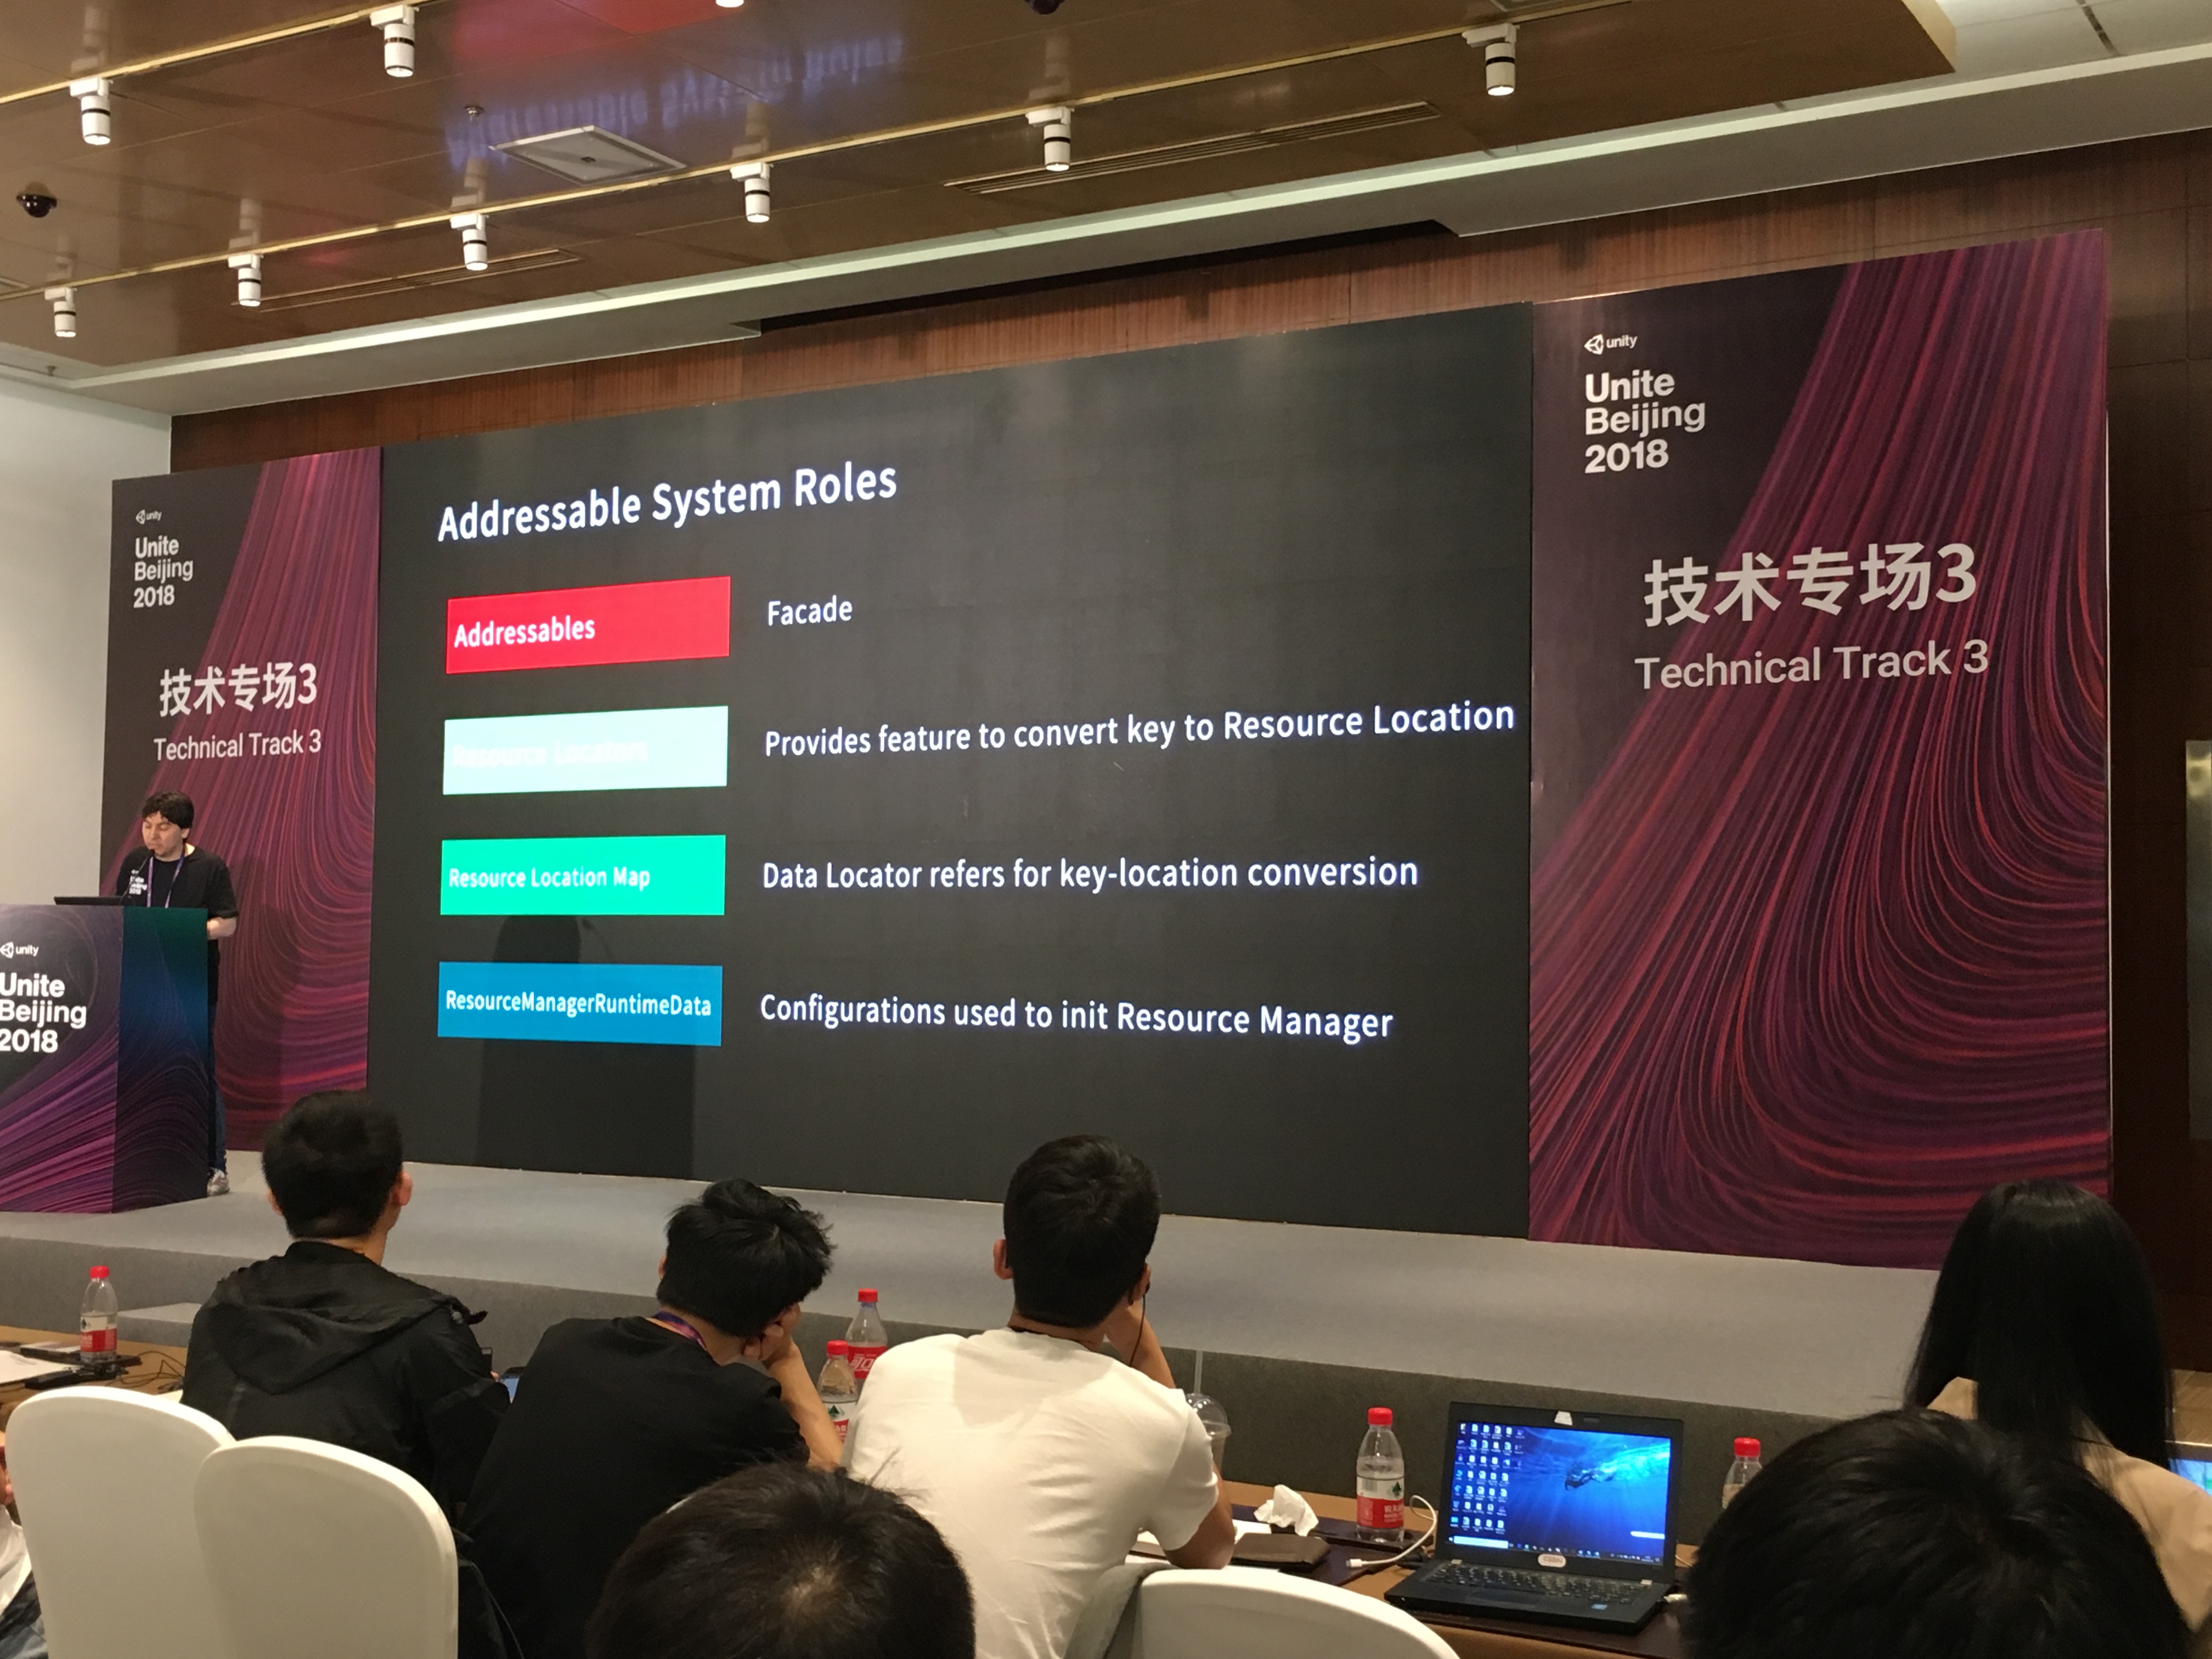 unity
Unite
Beijing
2018
技术专场3
Technical Track 3
Addressable System Roles
Addressables
Facade
Resource Locators
Provides feature to convert key to Resource Location
Resource Location Map
Data Locator refers for key-location conversion
ResourceManagerRuntimeData
Configurations used to init Resource Manager
unity
Unite
Beijing
2018
技术专场3
Technical Track 3
unity
Unite
Beijing
2018